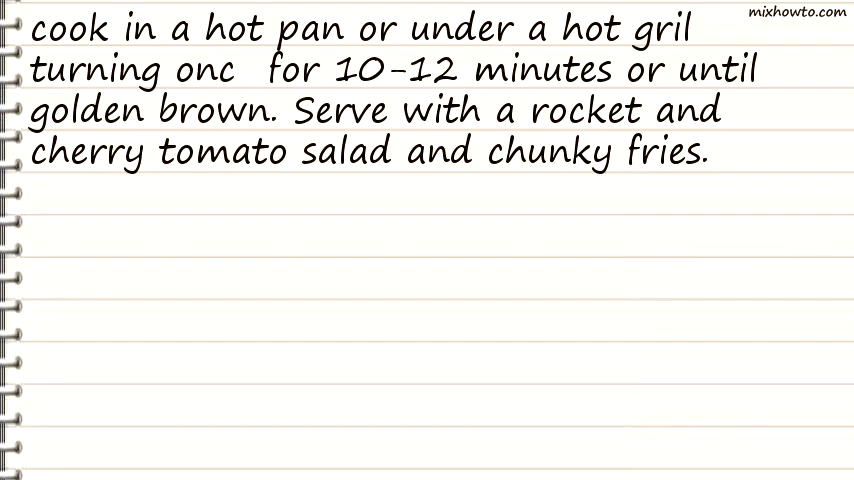 mixhowto.com
cook in a hot pan or under a hot gril
turning onc for 10-12 minutes or until
golden brown. Serve with a rocket and
cherry tomato salad and chunky fries.